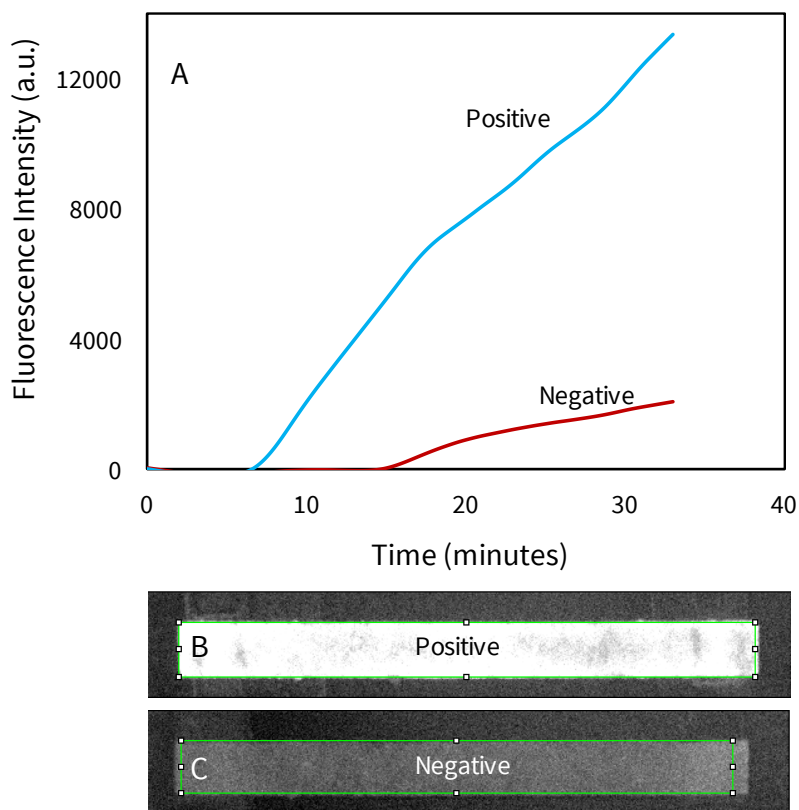 A
Fluorescence Intensity (a.u.)
12000
8000
4000
0
Positive
Negative
0 10 20 30 40
Time (minutes)
B Positive
C Negative